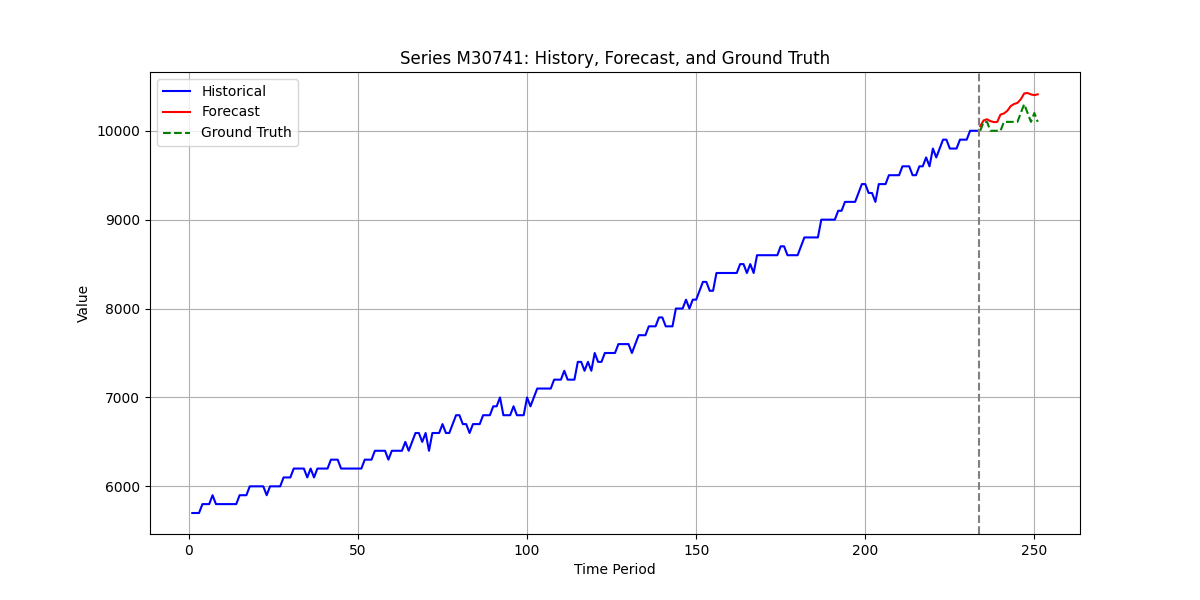 Series M30741: History, Forecast, and Ground Truth
Historical
Forecast
Ground Truth
10000
9000
8000
7000
6000
Value
0 50 100 150 200 250
Time Period